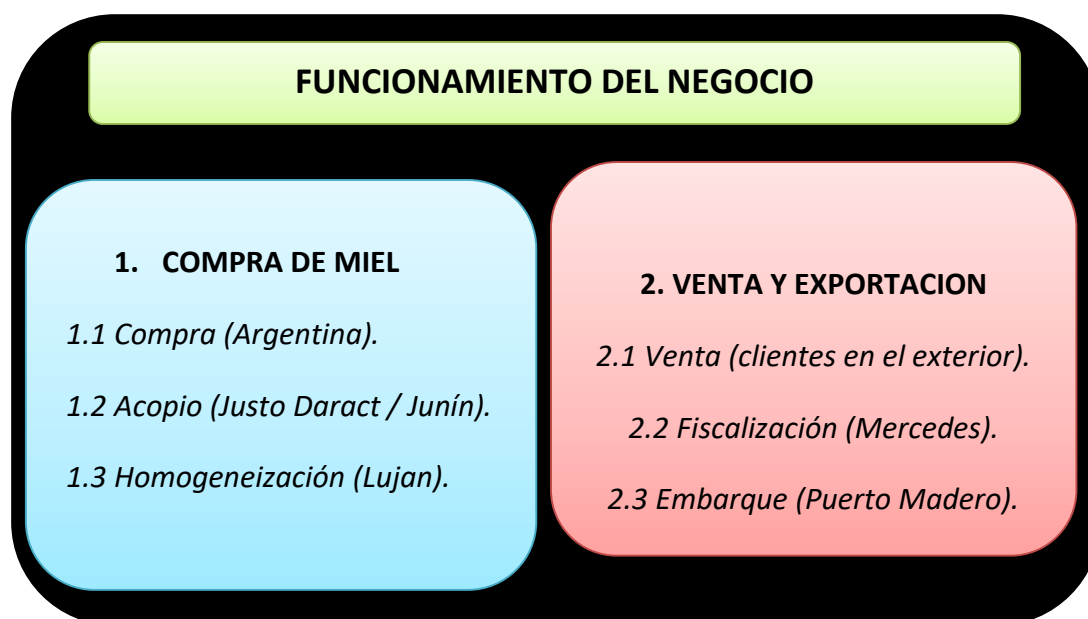 FUNCIONAMIENTO DEL NEGOCIO
1. COMPRA DE MIEL
1.1 Compra (Argentina).
1.2 Acopio (Justo Daract / Junín).
1.3 Homogeneización (Lujan).
2. VENTA Y EXPORTACION
2.1 Venta (clientes en el exterior).
2.2 Fiscalización (Mercedes).
2.3 Embarque (Puerto Madero).